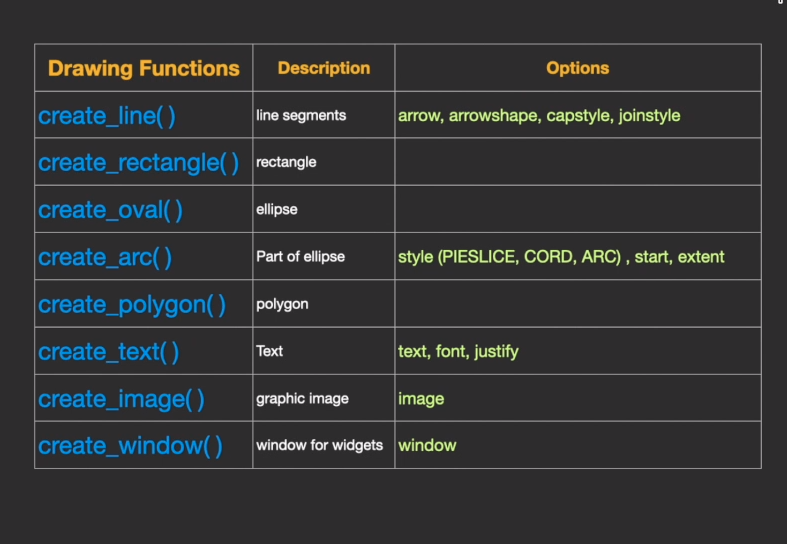 Drawing Functions Description Options
create_line( ) line segments arrow, arrowshape, capstyle, joinstyle
create_rectangle( ) rectangle
create_oval( ) ellipse
create_arc( ) Part of ellipse style (PIESLICE, CORD, ARC) , start, extent
create_polygon( ) polygon
create_text( ) Text text, font, justify
create_image( ) graphic image image
create_window( ) window for widgets window